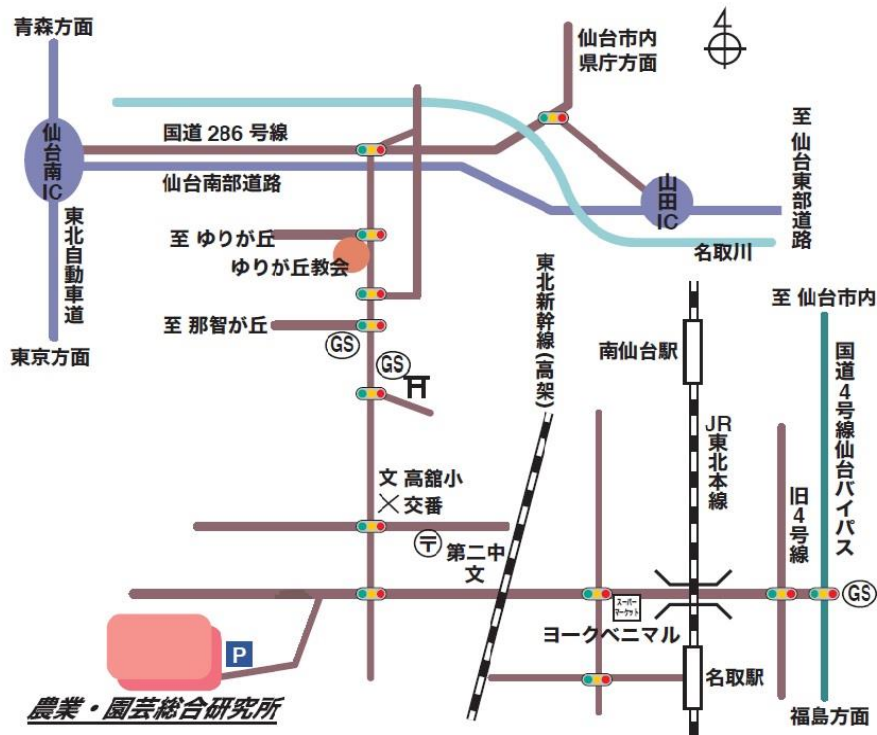 青森方面
仙台市内
県庁方面
4
至 仙台東部道路
国道 286 号線
仙台南IC
仙台南部道路
山田IC
東北自動車道
至 ゆりが丘
ゆりが丘教会
名取川
至 那智が丘
東京方面
GS
GS
東北新幹線(高架)
南仙台駅
至 仙台市内
国道4号線仙台バイパス
JR東北本線
旧4号線
文 高舘小
交番
〒
第二中
文
スーパー
マーケット
GS
ヨークベニマル
P
名取駅
農業・園芸総合研究所
福島方面